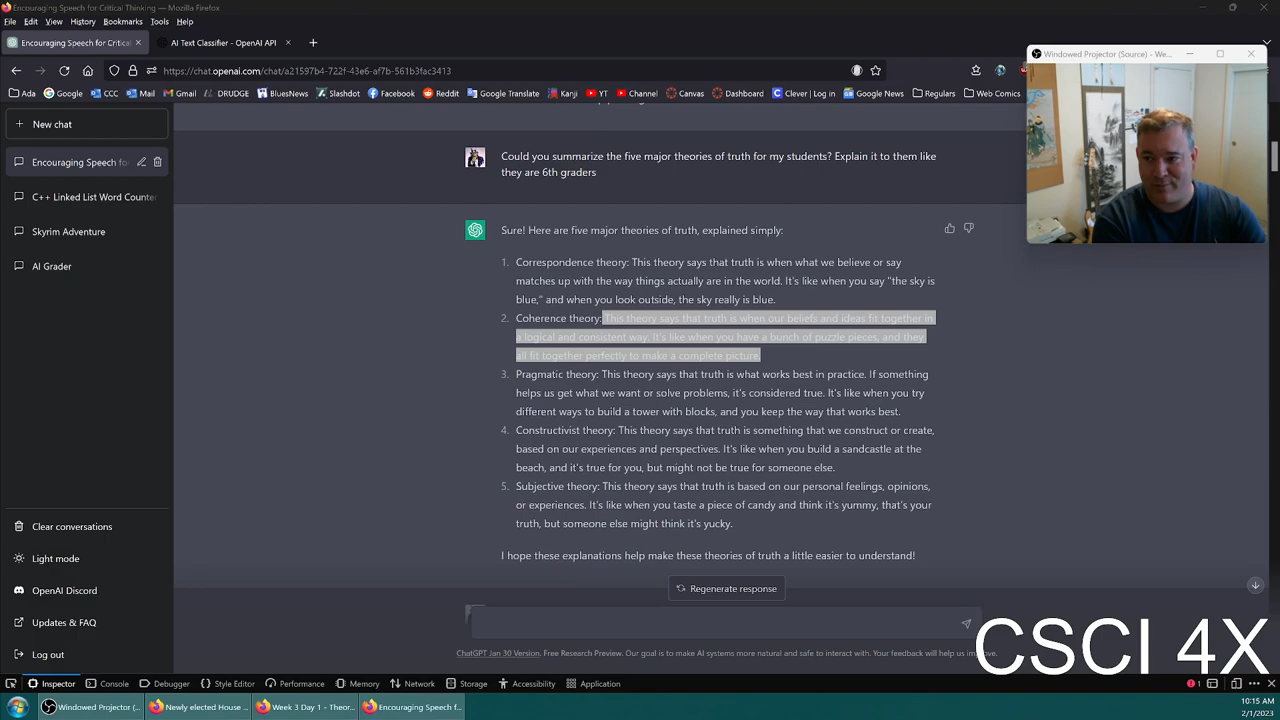 Encouraging Speech for Critical Thinking — Mozilla Firefox
File Edit View History Bookmarks Tools Help
Encouraging Speech for Critical
AI Text Classifier - OpenAI API
Windowed Projector (Source) - We...
https://chat.openai.com/chat/a21597b4-722f-43e6-af7b-561b3fac3413
Ada Google CCC Mail Gmail DRUDGE BluesNews Slashdot Facebook Reddit Google Translate Kanji YT Channel Canvas Dashboard Clever | Log in Google News Regulars Web Comics
New chat
Encouraging Speech fo
C++ Linked List Word Counter
Skyrim Adventure
AI Grader
Could you summarize the five major theories of truth for my students? Explain it to them like
they are 6th graders
Sure! Here are five major theories of truth, explained simply:
1. Correspondence theory: This theory says that truth is when what we believe or say
matches up with the way things actually are in the world. It's like when you say "the sky is
blue," and when you look outside, the sky really is blue.
2. Coherence theory: This theory says that truth is when our beliefs and ideas fit together in
a logical and consistent way. It's like when you have a bunch of puzzle pieces, and they
all fit together perfectly to make a complete picture.
3. Pragmatic theory: This theory says that truth is what works best in practice. If something
helps us get what we want or solve problems, it's considered true. It's like when you try
different ways to build a tower with blocks, and you keep the way that works best.
4. Constructivist theory: This theory says that truth is something that we construct or create,
based on our experiences and perspectives. It's like when you build a sandcastle at the
beach, and it's true for you, but might not be true for someone else.
5. Subjective theory: This theory says that truth is based on our personal feelings, opinions,
or experiences. It's like when you taste a piece of candy and think it's yummy, that's your
truth, but someone else might think it's yucky.
I hope these explanations help make these theories of truth a little easier to understand!
Regenerate response
Clear conversations
Light mode
OpenAI Discord
Updates & FAQ
Log out
ChatGPT Jan 30 Version. Free Research Preview. Our goal is to make AI systems more natural and safe to interact with. Your feedback will help us improve.
CSCI 4X
Inspector Console Debugger Style Editor Performance Memory Network Storage Accessibility Application 1
Windowed Projector (... Newly elected House ... Week 3 Day 1 - Theor... Encouraging Speech f...
10:15 AM
2/1/2023